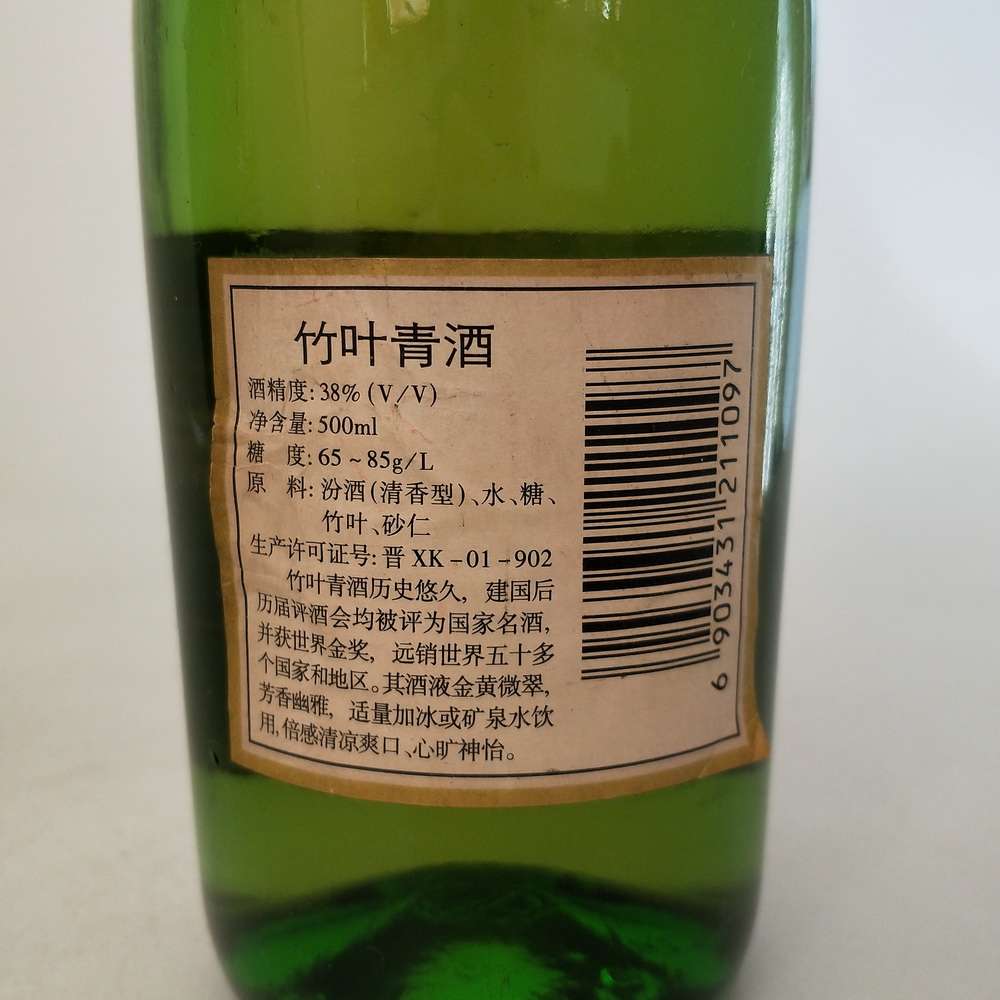 竹叶青酒
酒精度:38%(V/V)
净含量:500ml
糖 度:65~85g/L
原 料:汾酒(清香型)、水、糖、
竹叶、砂仁
生产许可证号:晋 XK-01-902
竹叶青酒历史悠久,建国后
历届评酒会均被评为国家名酒,
并获世界金奖,远销世界五十多
个国家和地区。其酒液金黄微翠,
芳香幽雅,适量加冰或矿泉水饮
用,倍感清凉爽口、心旷神怡。
6 903431 211097